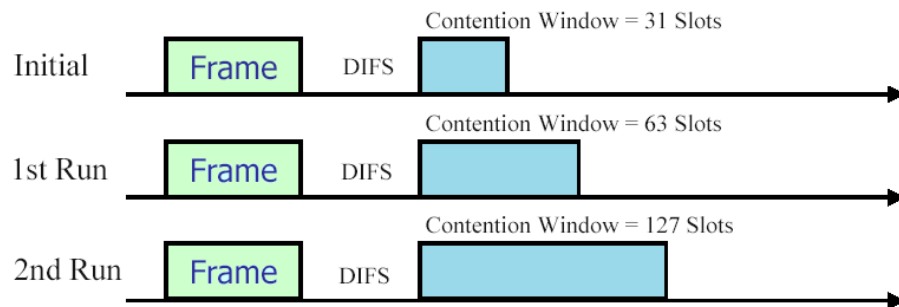 Contention Window = 31 Slots
Initial Frame DIFS
Contention Window = 63 Slots
1st Run Frame DIFS
Contention Window = 127 Slots
2nd Run Frame DIFS